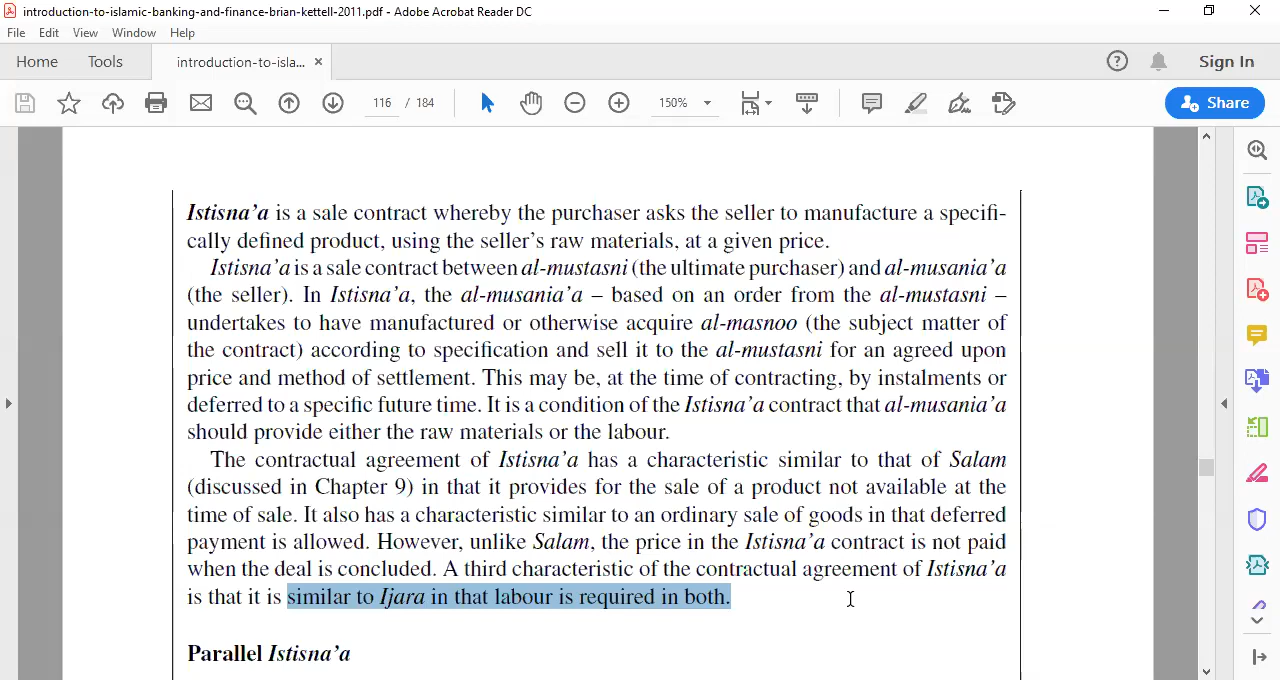 introduction-to-islamic-banking-and-finance-brian-kettell-2011.pdf - Adobe Acrobat Reader DC
File Edit View Window Help
Home Tools introduction-to-isla... × Sign In
116 / 184 150% Share
Istisna’a is a sale contract whereby the purchaser asks the seller to manufacture a specifi-
cally defined product, using the seller’s raw materials, at a given price.
Istisna’a is a sale contract between al-mustasni (the ultimate purchaser) and al-musania’a
(the seller). In Istisna’a, the al-musania’a – based on an order from the al-mustasni –
undertakes to have manufactured or otherwise acquire al-masnoo (the subject matter of
the contract) according to specification and sell it to the al-mustasni for an agreed upon
price and method of settlement. This may be, at the time of contracting, by instalments or
deferred to a specific future time. It is a condition of the Istisna’a contract that al-musania’a
should provide either the raw materials or the labour.
The contractual agreement of Istisna’a has a characteristic similar to that of Salam
(discussed in Chapter 9) in that it provides for the sale of a product not available at the
time of sale. It also has a characteristic similar to an ordinary sale of goods in that deferred
payment is allowed. However, unlike Salam, the price in the Istisna’a contract is not paid
when the deal is concluded. A third characteristic of the contractual agreement of Istisna’a
is that it is similar to Ijara in that labour is required in both.
Parallel Istisna’a